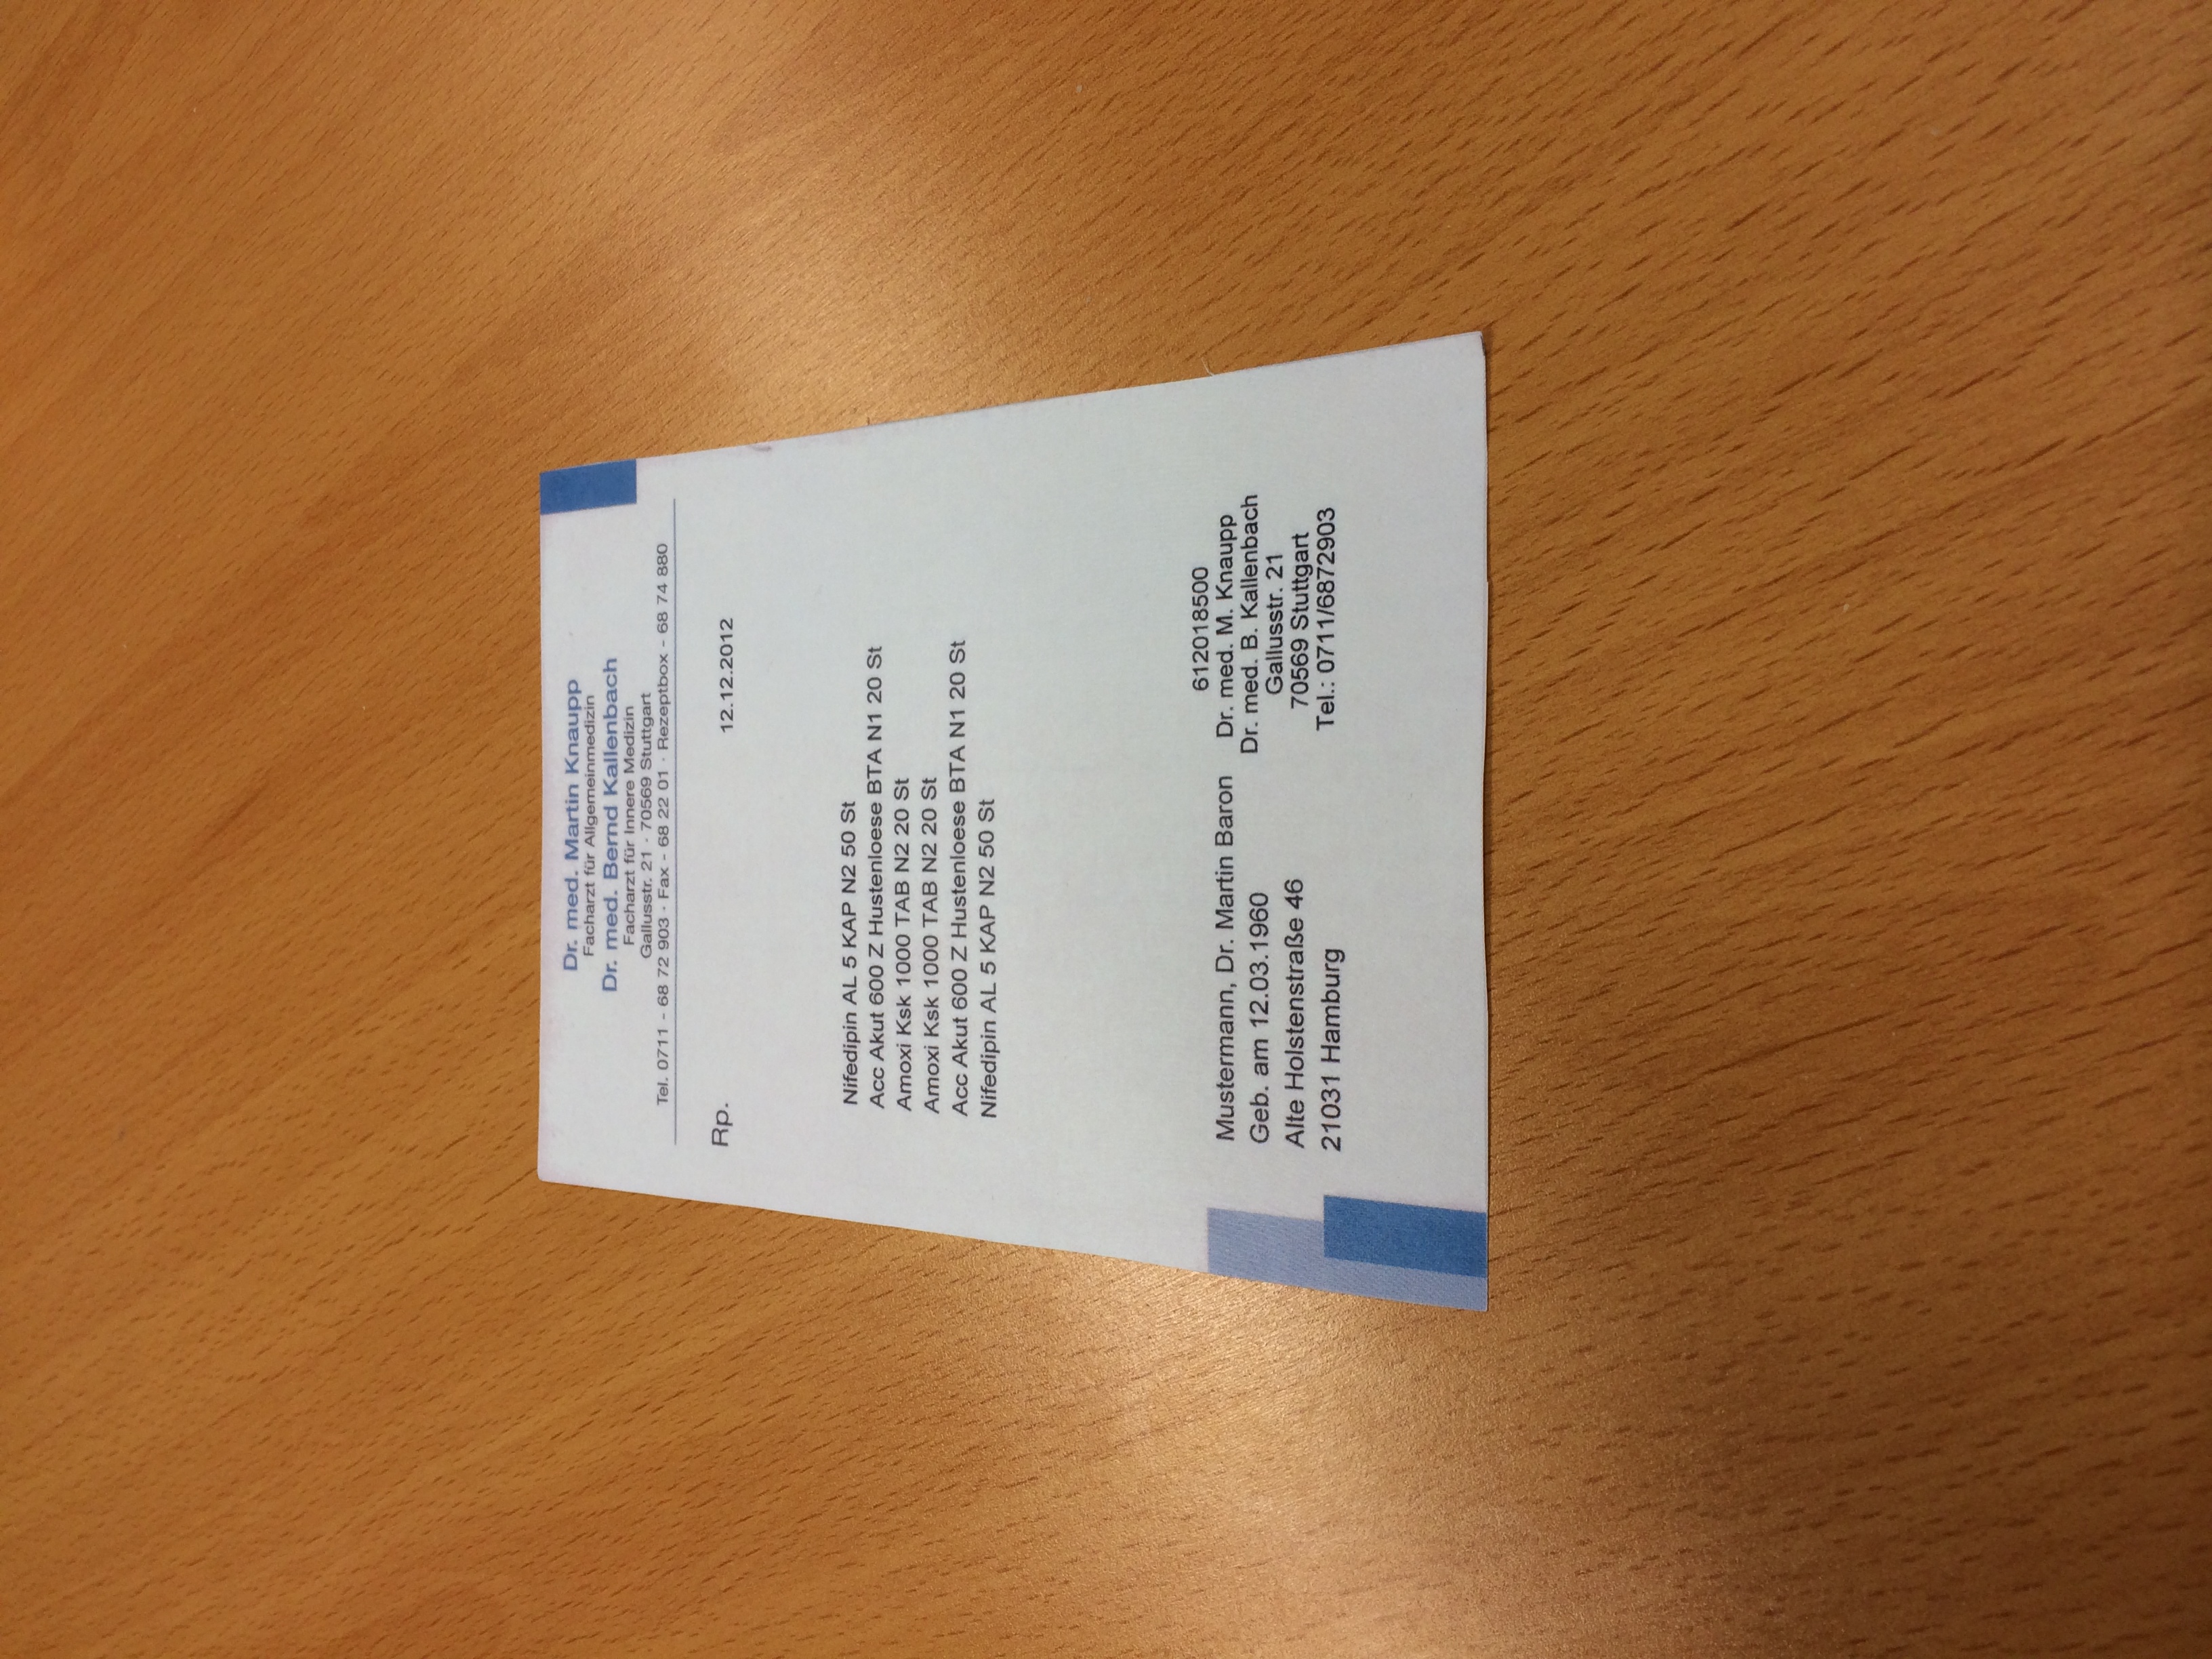 Dr. med. Martin Knaupp
Facharzt für Allgemeinmedizin
Dr. med. Bernd Kallenbach
Facharzt für Innere Medizin
Gallusstr. 21 · 70569 Stuttgart
Tel. 0711 - 68 72 903 · Fax - 68 22 01 · Rezeptbox - 68 74 880
Rp.
12.12.2012
Nifedipin AL 5 KAP N2 50 St
Acc Akut 600 Z Hustenloese BTA N1 20 St
Amoxi Ksk 1000 TAB N2 20 St
Amoxi Ksk 1000 TAB N2 20 St
Acc Akut 600 Z Hustenloese BTA N1 20 St
Nifedipin AL 5 KAP N2 50 St
Mustermann, Dr. Martin Baron
Geb. am 12.03.1960
Alte Holstenstraße 46
21031 Hamburg
612018500
Dr. med. M. Knaupp
Dr. med. B. Kallenbach
Gallusstr. 21
70569 Stuttgart
Tel.: 0711/6872903